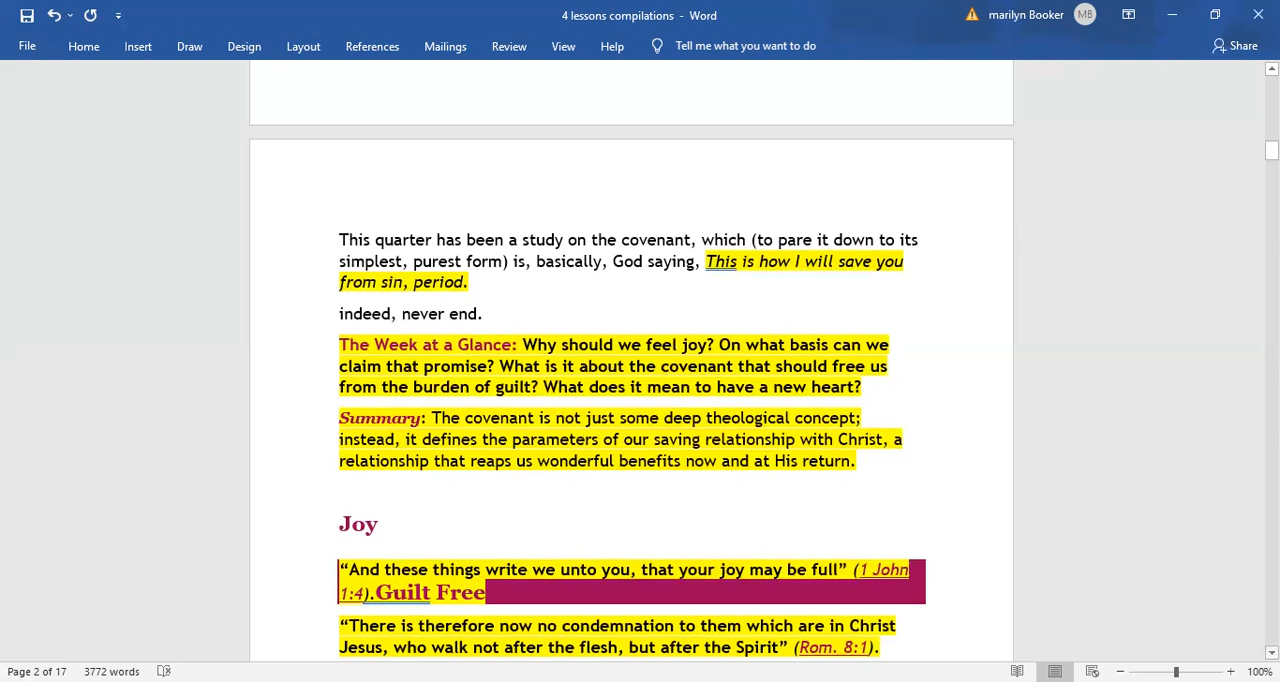 4 lessons compilations - Word
marilyn Booker MB
File Home Insert Draw Design Layout References Mailings Review View Help Tell me what you want to do Share
This quarter has been a study on the covenant, which (to pare it down to its
simplest, purest form) is, basically, God saying, This is how I will save you
from sin, period.
indeed, never end.
The Week at a Glance: Why should we feel joy? On what basis can we
claim that promise? What is it about the covenant that should free us
from the burden of guilt? What does it mean to have a new heart?
Summary: The covenant is not just some deep theological concept;
instead, it defines the parameters of our saving relationship with Christ, a
relationship that reaps us wonderful benefits now and at His return.
Joy
“And these things write we unto you, that your joy may be full” (1 John
1:4).Guilt Free
“There is therefore now no condemnation to them which are in Christ
Jesus, who walk not after the flesh, but after the Spirit” (Rom. 8:1).
Page 2 of 17 3772 words 100%